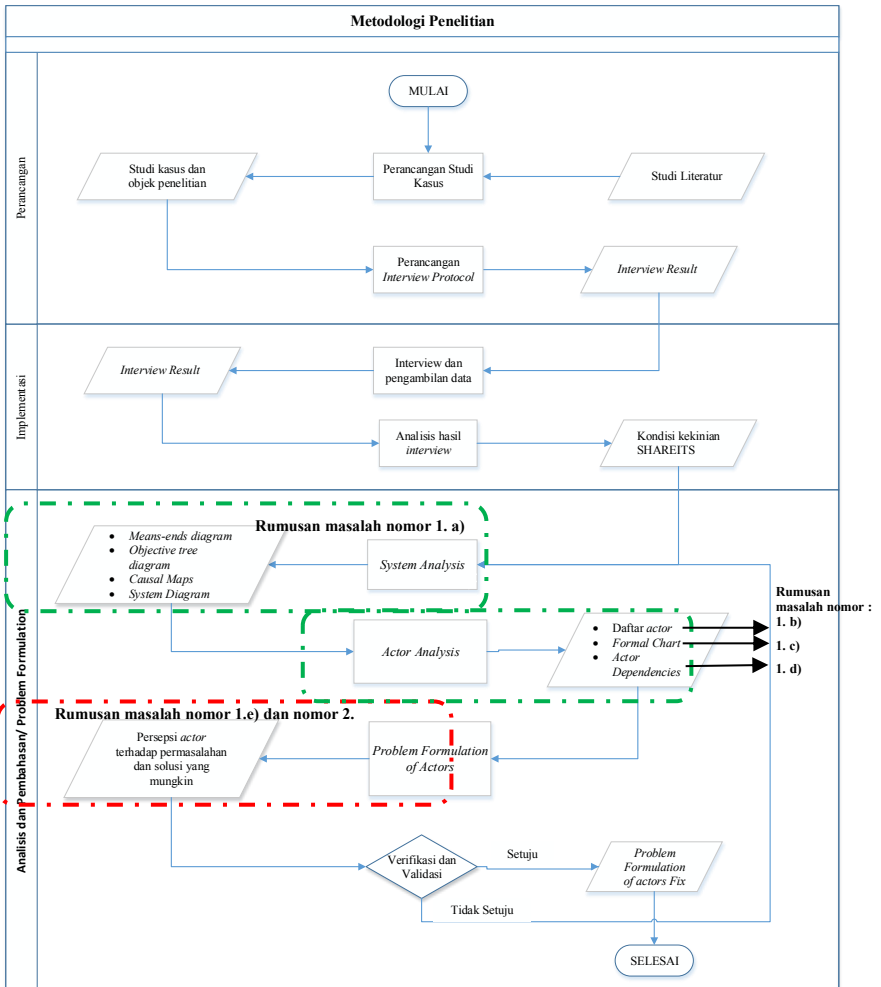 Metodologi Penelitian
Perancangan
MULAI
Studi kasus dan
objek penelitian
Perancangan Studi
Kasus
Studi Literatur
Perancangan
Interview Protocol
Interview Result
Implementasi
Interview Result
Interview dan
pengambilan data
Analisis hasil
interview
Kondisi kekinian
SHAREITS
Analisis dan Pembahasan/ Problem Formulation
Rumusan masalah nomor 1. a)
• Means-ends diagram
• Objective tree
diagram
• Causal Maps
• System Diagram
System Analysis
Actor Analysis
• Daftar actor
• Formal Chart
• Actor
Dependencies
Rumusan
masalah nomor :
1. b)
1. c)
1. d)
Rumusan masalah nomor 1.e) dan nomor 2.
Persepsi actor
terhadap permasalahan
dan solusi yang
mungkin
Problem Formulation
of Actors
Verifikasi dan
Validasi
Setuju
Tidak Setuju
Problem
Formulation
of actors Fix
SELESAI